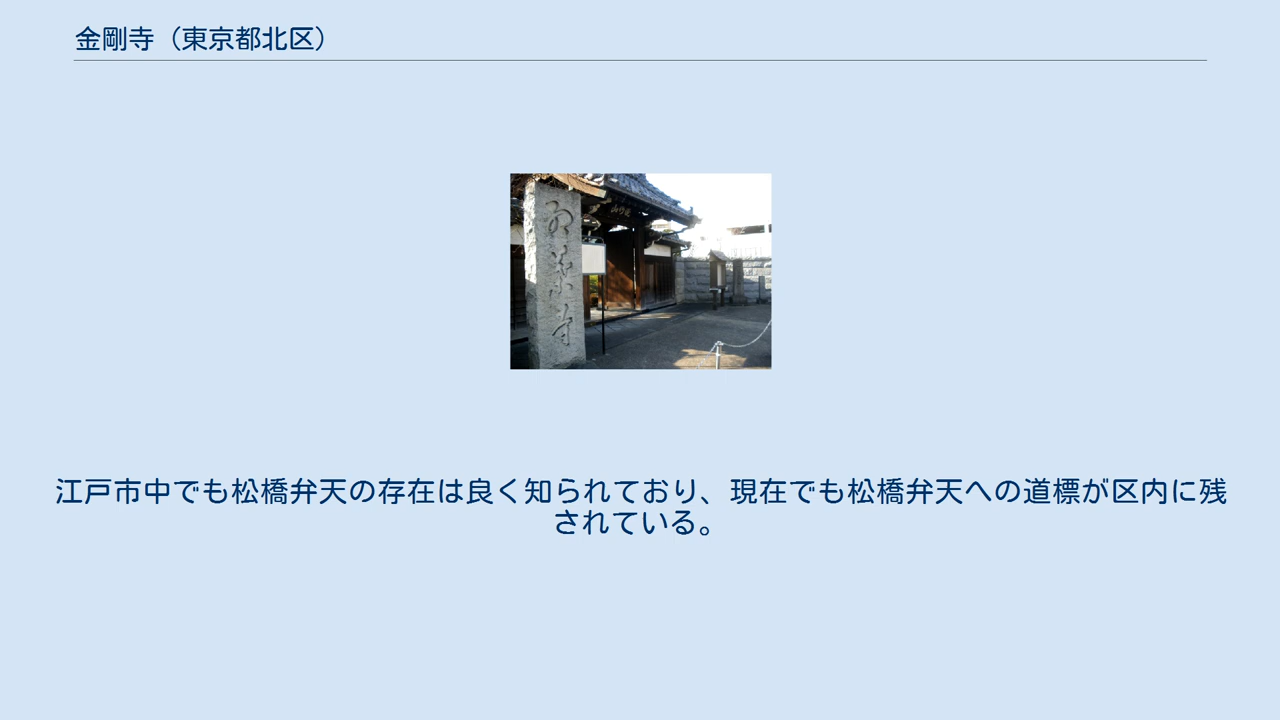 金剛寺（東京都北区）
江戸市中でも松橋弁天の存在は良く知られており、現在でも松橋弁天への道標が区内に残
されている。